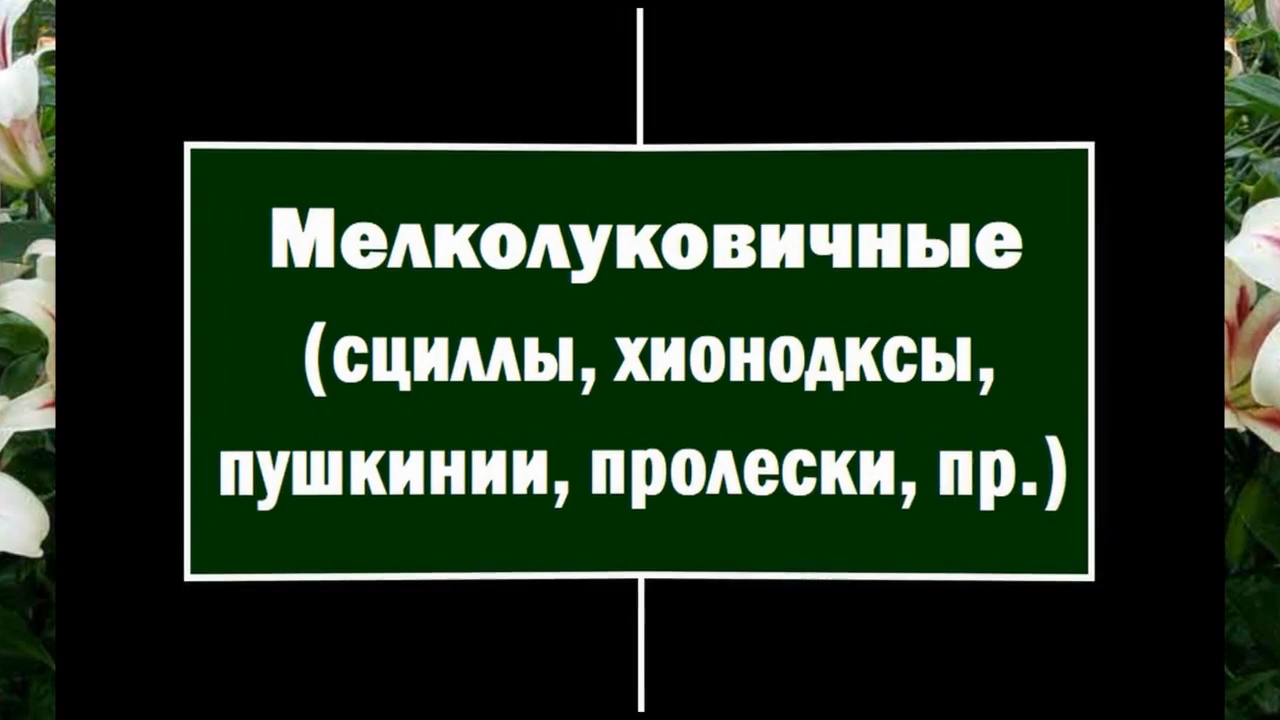 Мелколуковичные
(сциллы, хионодксы,
пушкинии, пролески, пр.)